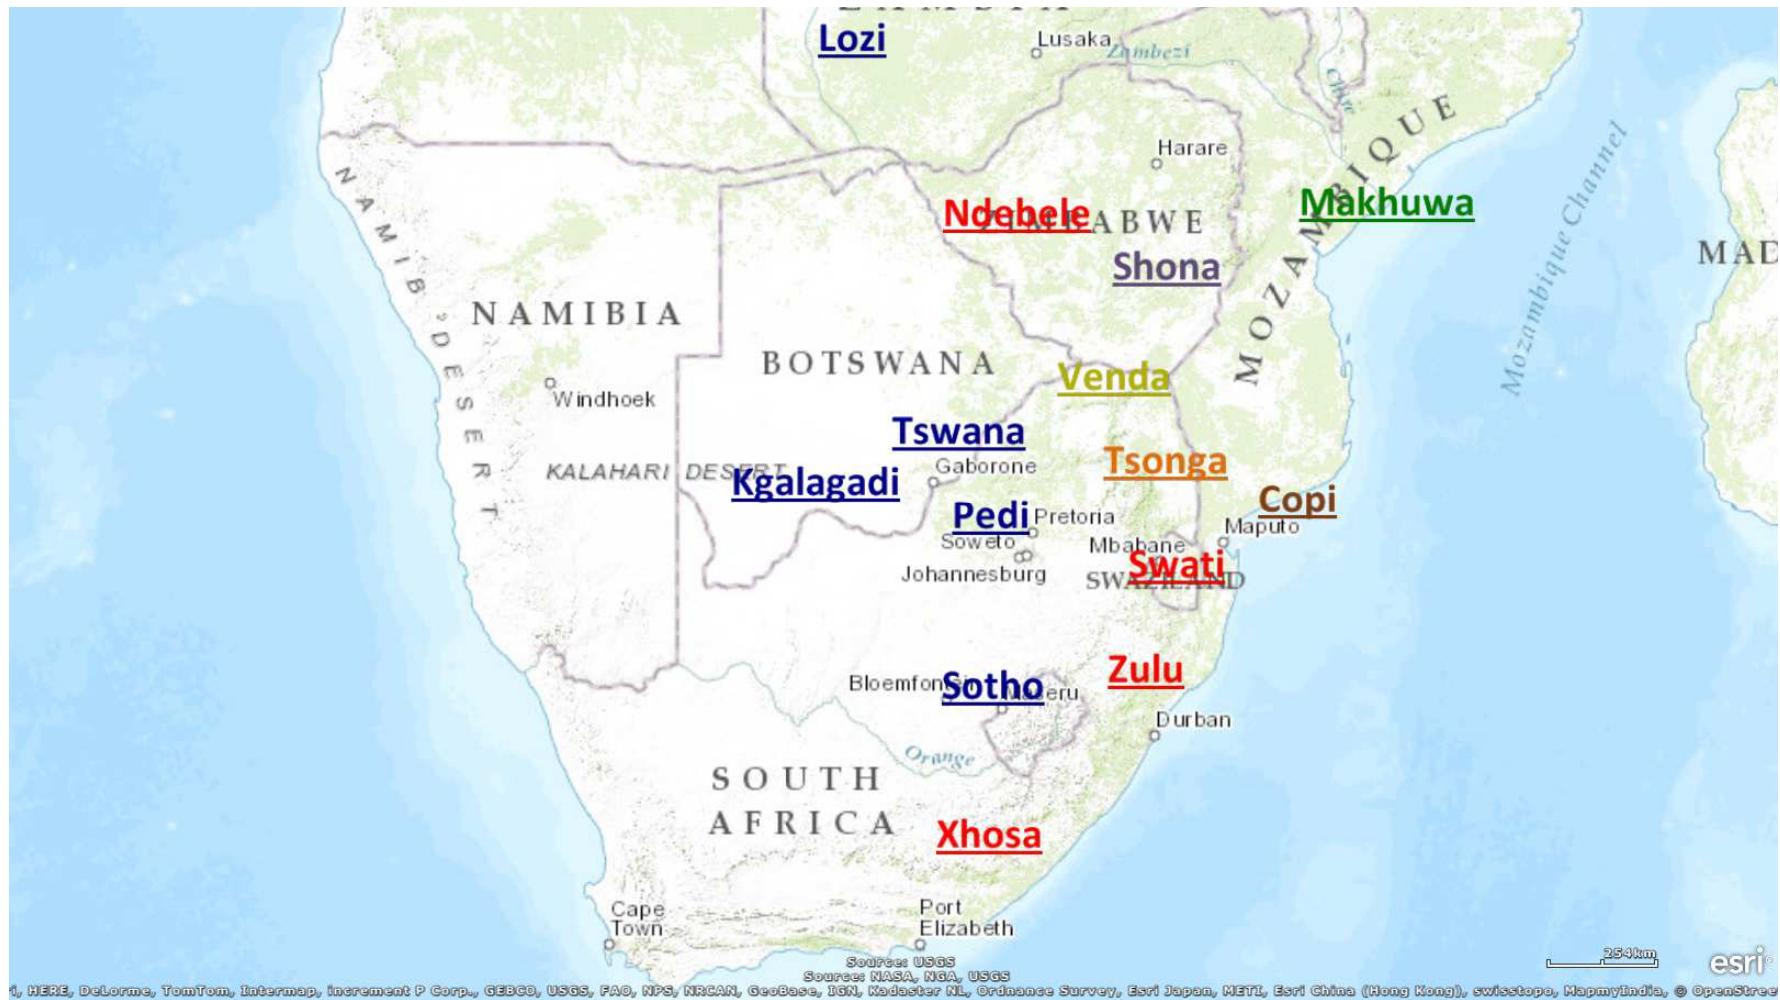 ZAMBIA
Lozi
Lusaka
Zambezi
Chire
Harare
MOZAMBIQUE
Makhuwa
Ndebele
ZIMBABWE
Shona
Mozambique Channel
MAD
NAMIB DESERT
NAMIBIA
BOTSWANA
Venda
Windhoek
Tswana
Tsonga
KALAHARI DESERT
Kgalagadi
Gaborone
Copi
Pedi
Pretoria
Maputo
Soweto
Mbabane
Swati
Johannesburg
SWAZILAND
Zulu
Bloemfontein
Sotho
Maseru
Durban
Orange
SOUTH
AFRICA
Xhosa
Cape
Town
Port
Elizabeth
254km
esri
Sources: USGS
Sources: NASA, NGA, USGS
i, HERE, DeLorme, TomTom, Intermap, increment P Corp., GEBCO, USGS, FAO, NPS, NRCAN, GeoBase, IGN, Kadaster NL, Ordnance Survey, Esri Japan, METI, Esri China (Hong Kong), swisstopo, MapmyIndia, © OpenStree